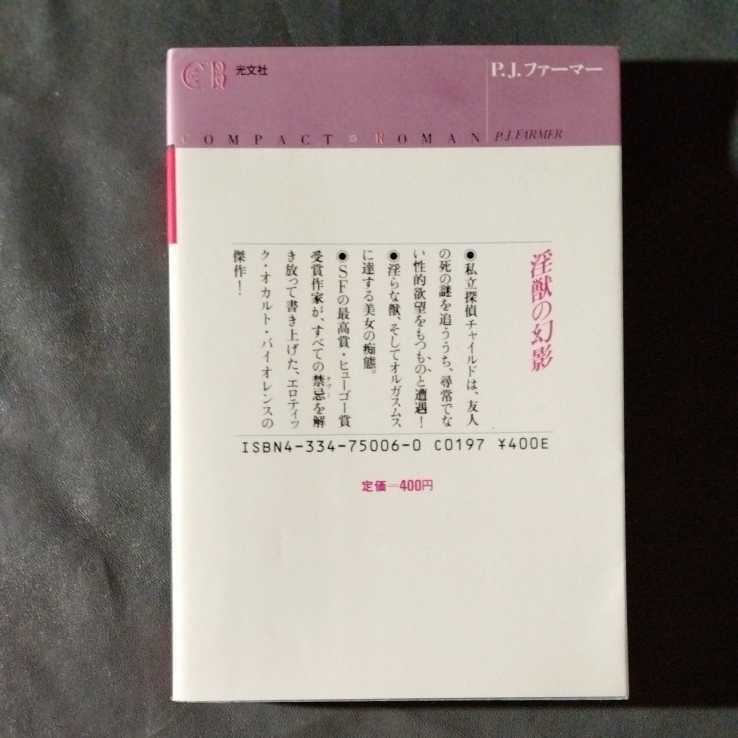 CR 光文社
P.J.ファーマー
COMPACT ROMAN P.J.FARMER
淫獣の幻影
●私立探偵チャイルドは、友人
の死の謎を追ううち、尋常でな
い性的欲望をもつものと遭遇!
●淫らな獣、そしてオルガスムス
に達する美女の痴態。
●SFの最高賞・ヒューゴー賞
受賞作家が、すべての禁忌を解
き放って書き上げた、エロティッ
ク・オカルト・バイオレンスの
傑作!
ISBN4-334-75006-0 C0197 ¥400E
定価=400円